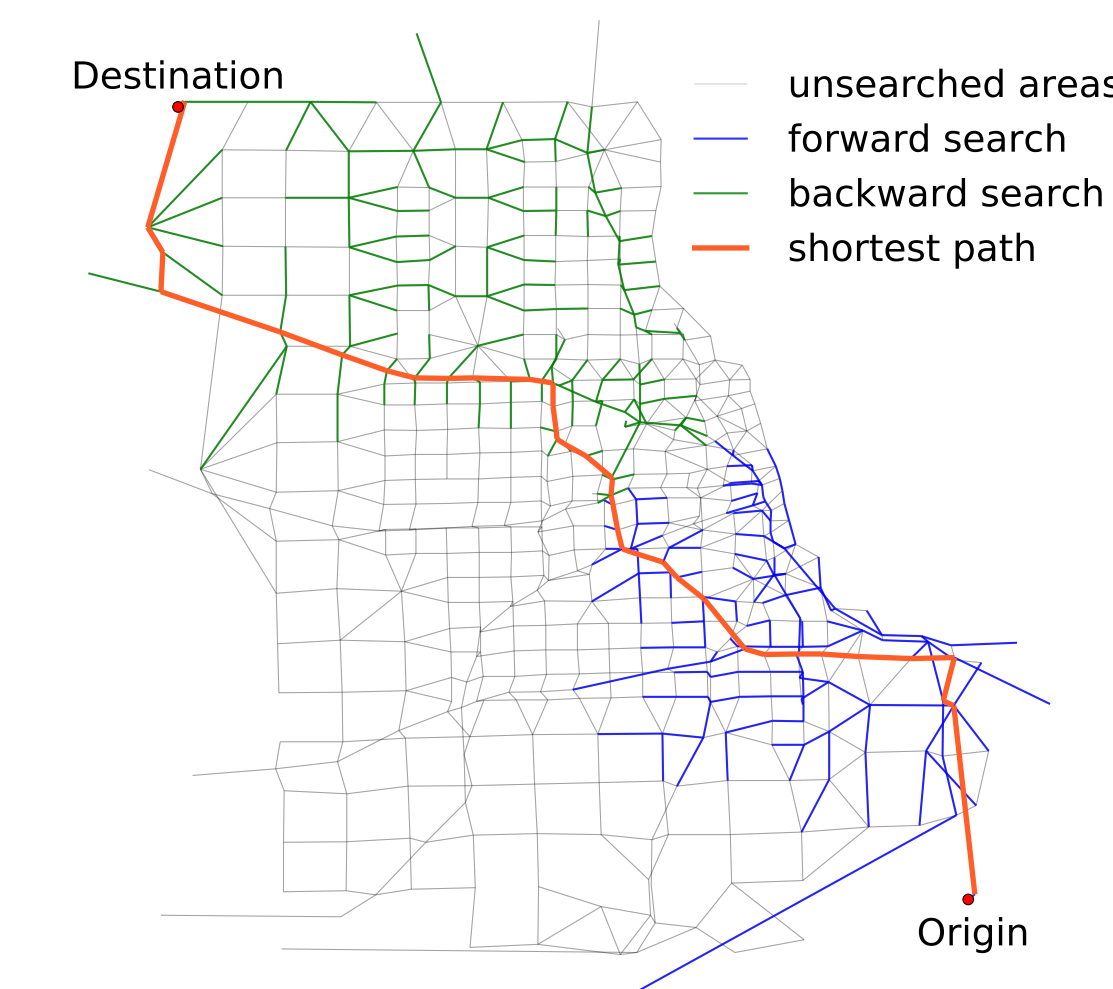 Destination
unsearched areas
forward search
backward search
shortest path
Origin